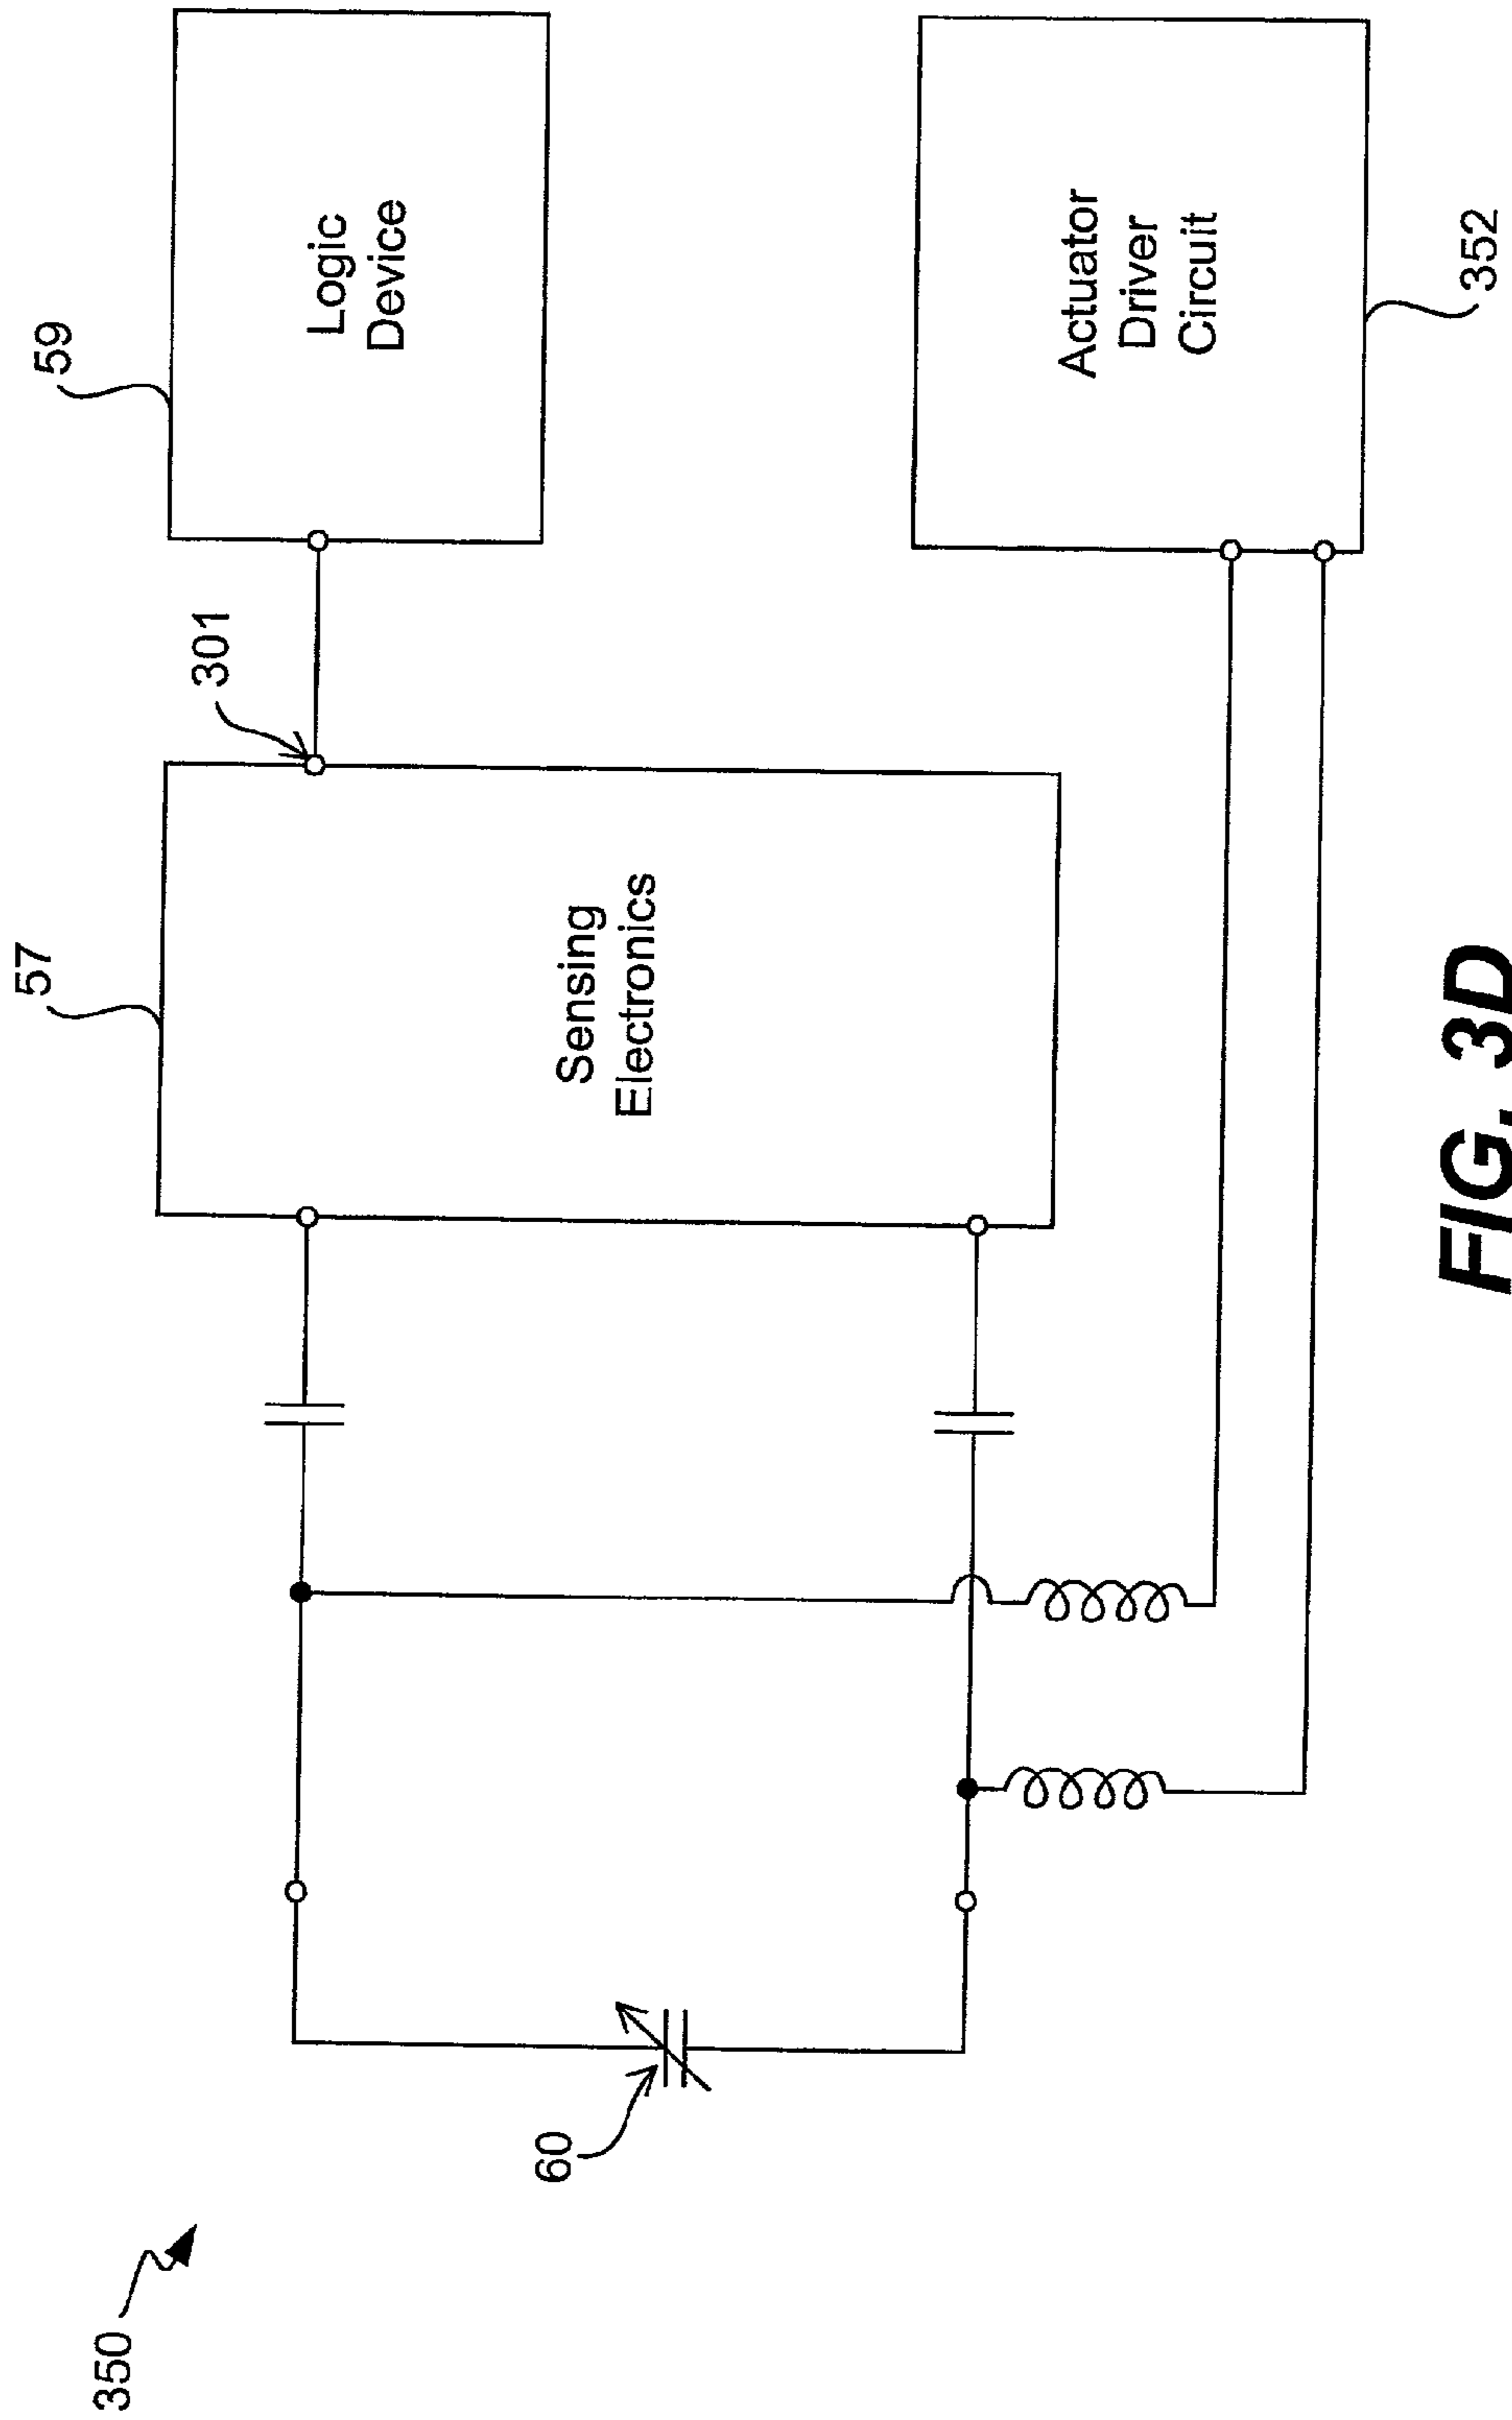 350
60
57
Sensing
Electronics
301
59
Logic
Device
Actuator
Driver
Circuit
352
FIG. 3D